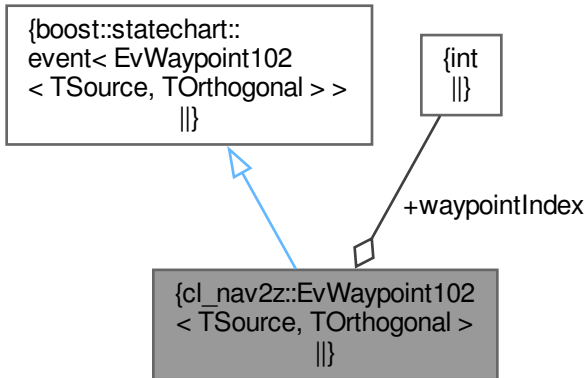 {boost::statechart::
event< EvWaypoint102
< TSource, TOrthogonal > >
||}
{int
||}
+waypointIndex
{cl_nav2z::EvWaypoint102
< TSource, TOrthogonal >
||}